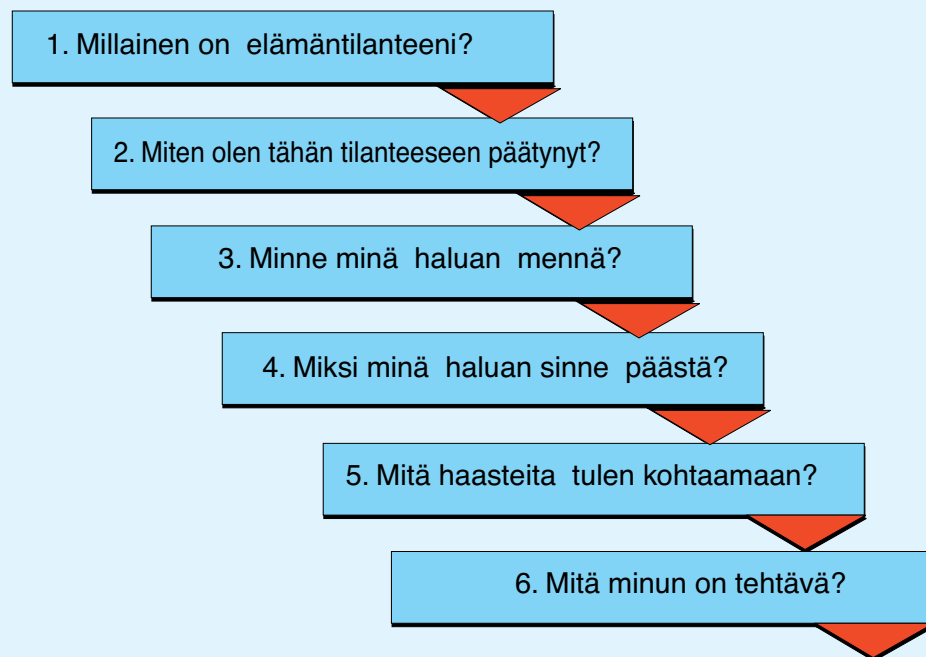 1. Millainen on elämäntilanteeni?
2. Miten olen tähän tilanteeseen päätynyt?
3. Minne minä haluan mennä?
4. Miksi minä haluan sinne päästä?
5. Mitä haasteita tulen kohtaamaan?
6. Mitä minun on tehtävä?